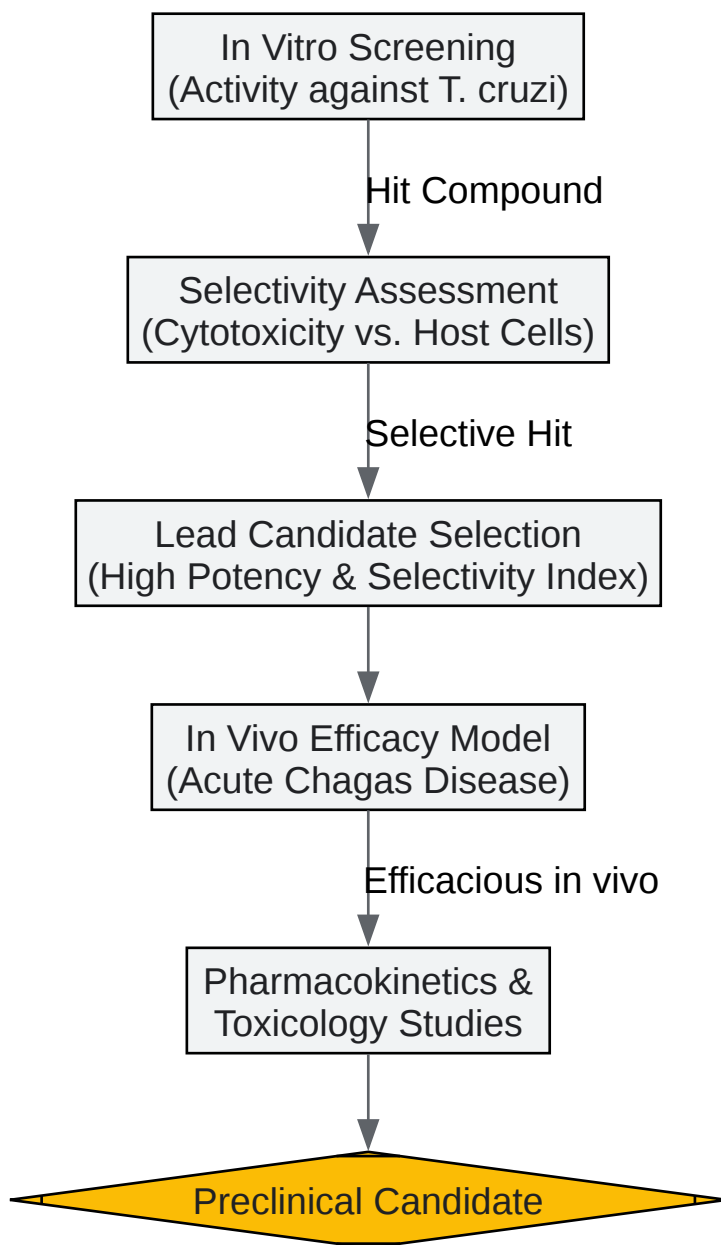 In Vitro Screening
(Activity against T. cruzi)
Hit Compound
Selectivity Assessment
(Cytotoxicity vs. Host Cells)
Selective Hit
Lead Candidate Selection
(High Potency & Selectivity Index)
In Vivo Efficacy Model
(Acute Chagas Disease)
Efficacious in vivo
Pharmacokinetics &
Toxicology Studies
Preclinical Candidate